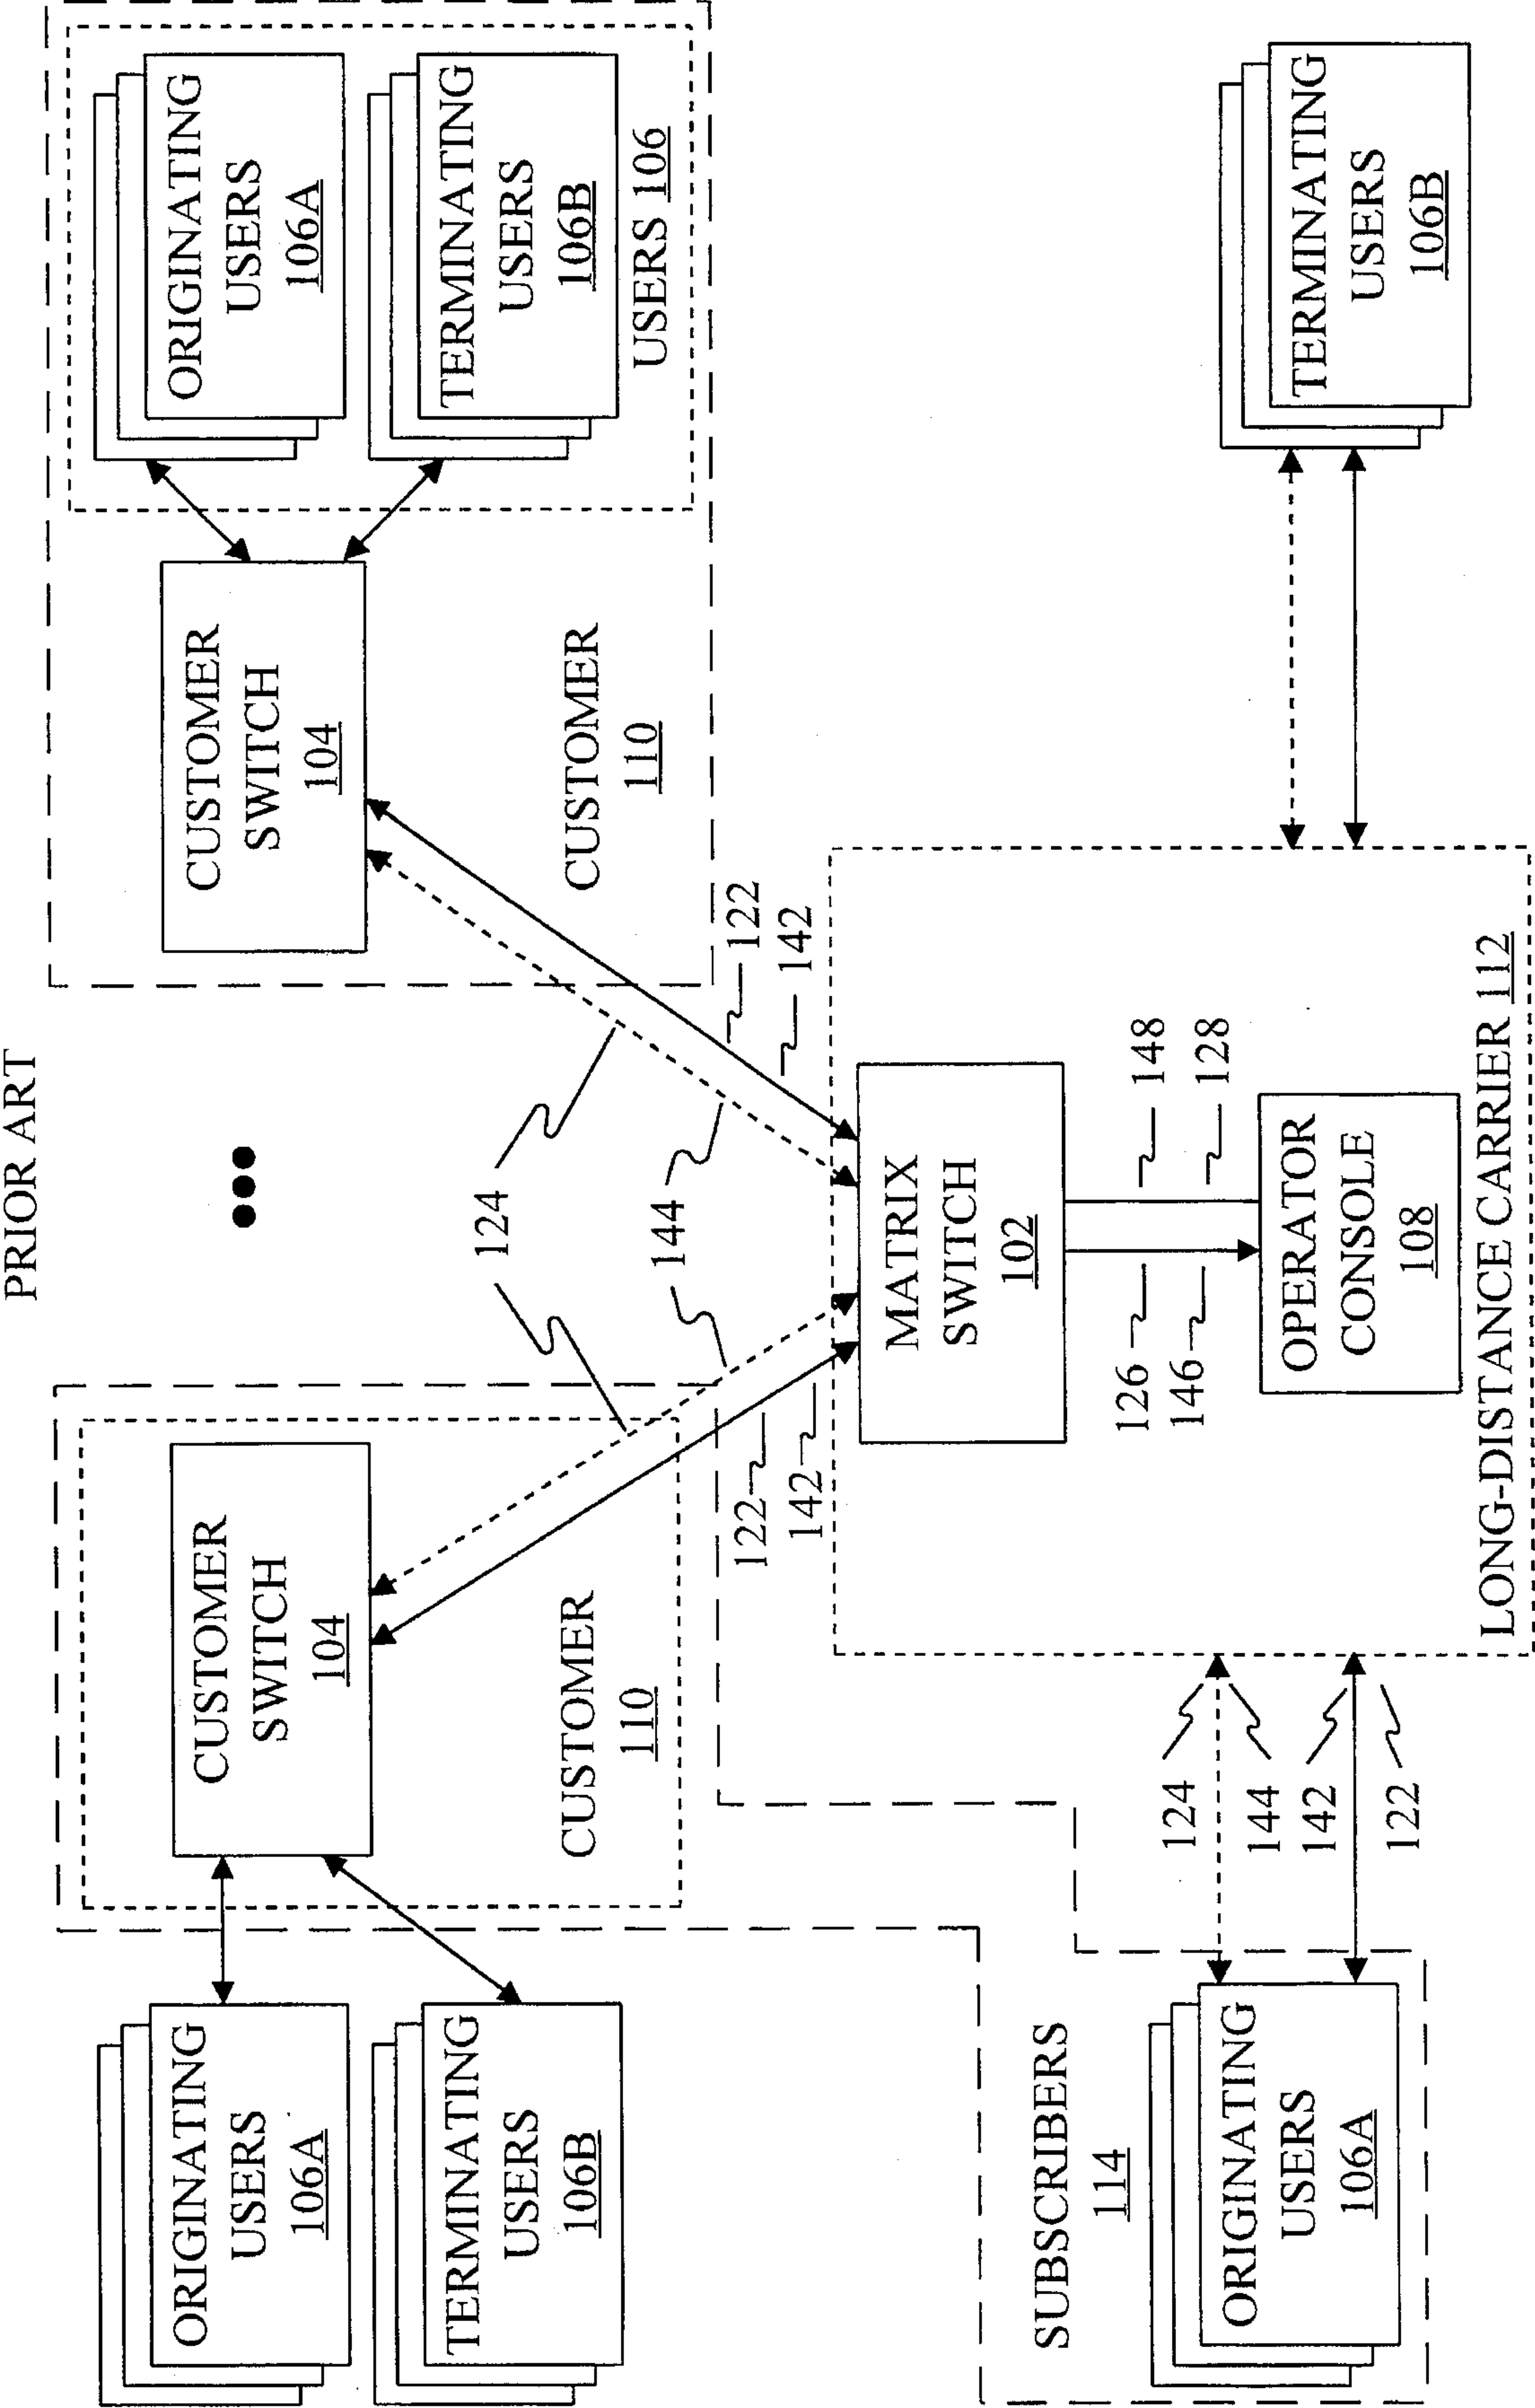 PRIOR ART
ORIGINATING
USERS
106A
TERMINATING
USERS
106B
CUSTOMER
SWITCH
104
CUSTOMER
110
CUSTOMER
SWITCH
104
CUSTOMER
110
ORIGINATING
USERS
106A
TERMINATING
USERS
106B
USERS 106
124
144
122
142
122
142
SUBSCRIBERS
114
ORIGINATING
USERS
106A
124
144
142
122
MATRIX
SWITCH
102
126
146
148
128
OPERATOR
CONSOLE
108
LONG-DISTANCE CARRIER 112
TERMINATING
USERS
106B